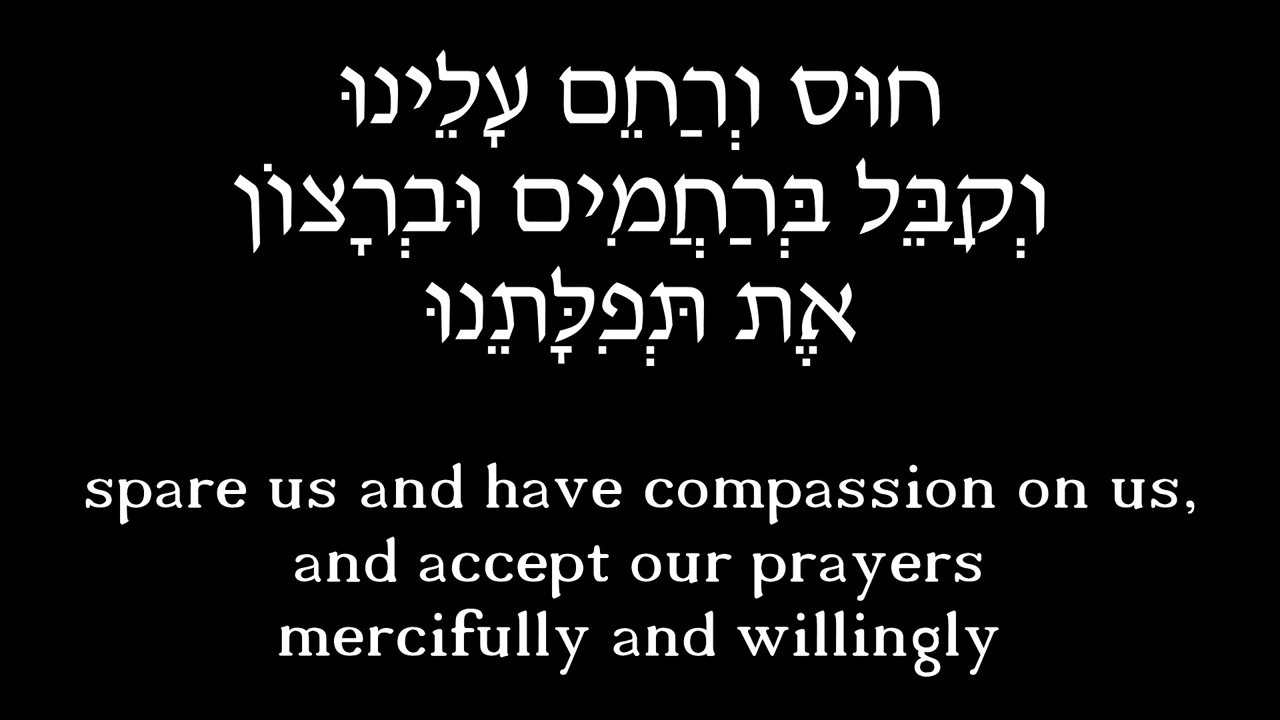 חוּס וְרַחֵם עָלֵינוּ
וְקַבֵּל בְּרַחֲמִים וּבְרָצוֹן
אֶת תְּפִלָּתֵנוּ
spare us and have compassion on us,
and accept our prayers
mercifully and willingly